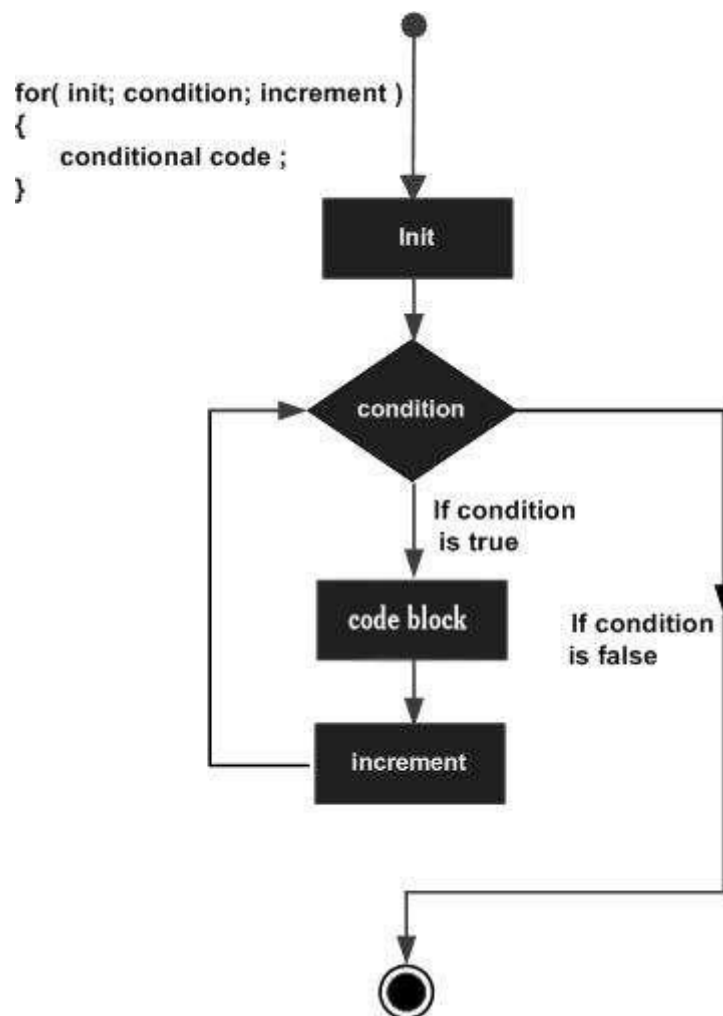 for( init; condition; increment )
{
conditional code ;
}
Init
condition
If condition
is true
code block
If condition
is false
increment